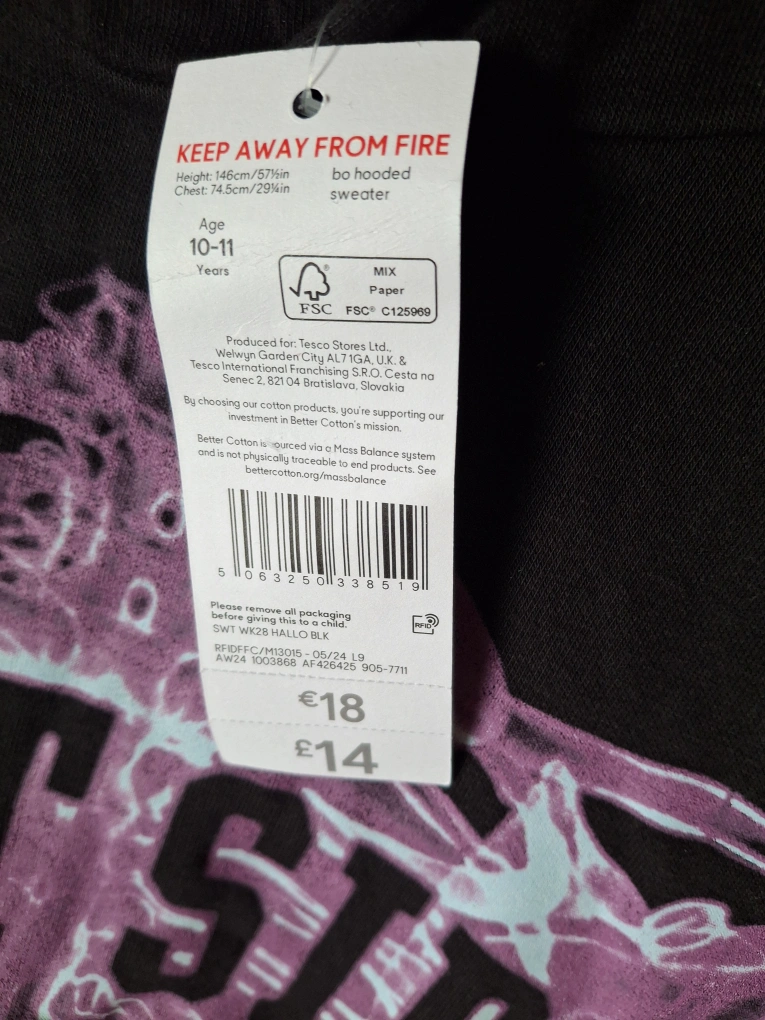 KEEP AWAY FROM FIRE
Height: 146cm/57½in
Chest: 74.5cm/29¼in
bo hooded
sweater
Age
10-11
Years
FSC
®
MIX
Paper
FSC® C125969
Produced for: Tesco Stores Ltd.,
Welwyn Garden City AL7 1GA, U.K. &
Tesco International Franchising S.R.O. Cesta na
Senec 2, 821 04 Bratislava, Slovakia
By choosing our cotton products, you're supporting our
investment in Better Cotton's mission.
Better Cotton is sourced via a Mass Balance system
and is not physically traceable to end products. See
bettercotton.org/massbalance
5 063250 338519
Please remove all packaging
before giving this to a child.
SWT WK28 HALLO BLK
RFID
RFIDFFC/M13015 - 05/24 L9
AW24 1003868 AF426425 905-7711
€18
£14